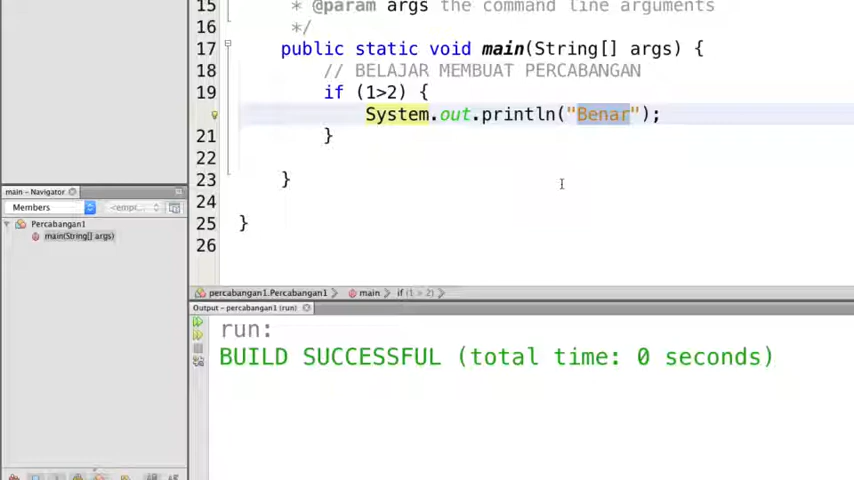 15 * @param args the command line arguments
*/
17 public static void main(String[] args) {
18 // BELAJAR MEMBUAT PERCABANGAN
19 if (1>2) {
System.out.println("Benar");
21 }
22
23 }
24
25 }
26
main – Navigator
Members
<empty
Percabangan1
main(String[] args)
percabangan1.Percabangan1
main
if (1 > 2)
Output – percabangan1 (run)
run:
BUILD SUCCESSFUL (total time: 0 seconds)